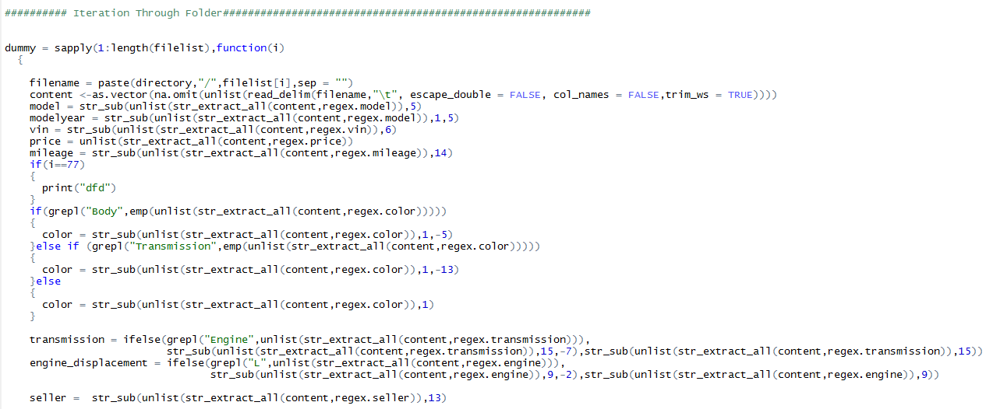 ########## Iteration Through Folder###########################################################
dummy = sapply(1:length(filelist),function(i)
{
filename = paste(directory,"/",filelist[i],sep = "")
content <-as.vector(na.omit(unlist(read_delim(filename,"\t", escape_double = FALSE, col_names = FALSE,trim_ws = TRUE))))
model = str_sub(unlist(str_extract_all(content,regex.model)),5)
modelyear = str_sub(unlist(str_extract_all(content,regex.model)),1,5)
vin = str_sub(unlist(str_extract_all(content,regex.vin)),6)
price = unlist(str_extract_all(content,regex.price))
mileage = str_sub(unlist(str_extract_all(content,regex.mileage)),14)
if(i==77)
{
print("dfd")
}
if(grepl("Body",emp(unlist(str_extract_all(content,regex.color)))))
{
color = str_sub(unlist(str_extract_all(content,regex.color)),1,-5)
}else if (grepl("Transmission",emp(unlist(str_extract_all(content,regex.color)))))
{
color = str_sub(unlist(str_extract_all(content,regex.color)),1,-13)
}else
{
color = str_sub(unlist(str_extract_all(content,regex.color)),1)
}
transmission = ifelse(grepl("Engine",unlist(str_extract_all(content,regex.transmission))),
str_sub(unlist(str_extract_all(content,regex.transmission)),15,-7),str_sub(unlist(str_extract_all(content,regex.transmission)),15))
engine_displacement = ifelse(grepl("L",unlist(str_extract_all(content,regex.engine))),
str_sub(unlist(str_extract_all(content,regex.engine)),9,-2),str_sub(unlist(str_extract_all(content,regex.engine)),9))
seller =  str_sub(unlist(str_extract_all(content,regex.seller)),13)